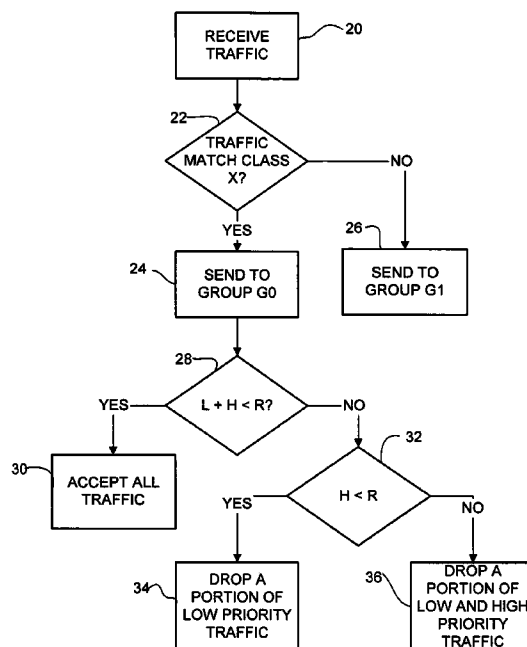 RECEIVE
TRAFFIC
20
22
TRAFFIC
MATCH CLASS
X?
NO
YES
24
SEND TO
GROUP G0
26
SEND TO
GROUP G1
28
YES
L + H < R?
NO
30
ACCEPT ALL
TRAFFIC
32
YES
H < R
NO
34
DROP A
PORTION OF
LOW PRIORITY
TRAFFIC
36
DROP A
PORTION OF
LOW AND HIGH
PRIORITY
TRAFFIC